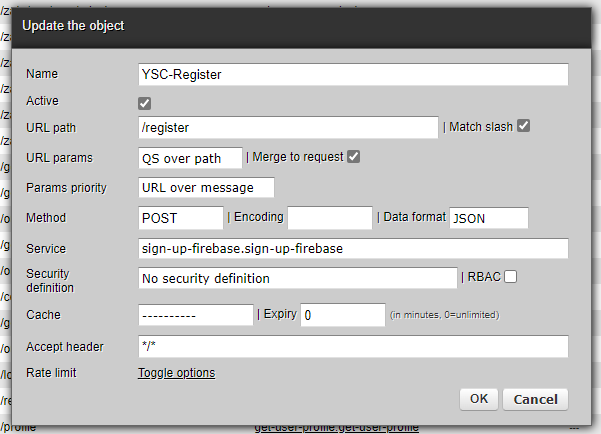 Update the object
Name YSC-Register
Active
URL path /register | Match slash
URL params QS over path | Merge to request
Params priority URL over message
Method POST | Encoding | Data format JSON
Service sign-up-firebase.sign-up-firebase
Security definition No security definition | RBAC
Cache ---------- | Expiry 0 (in minutes, 0=unlimited)
Accept header */*
Rate limit Toggle options
OK Cancel
/profile get-user-profile.get-user-profile ---